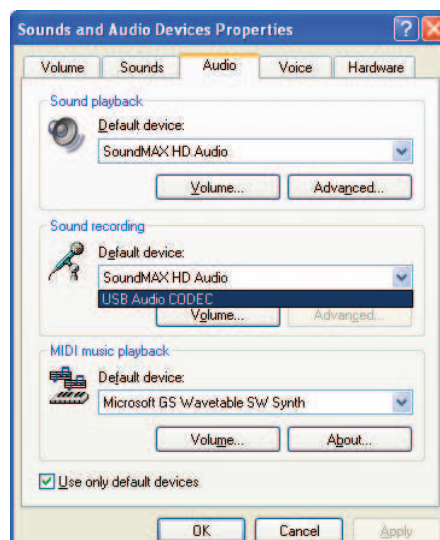 Sounds and Audio Devices Properties
Volume Sounds Audio Voice Hardware
Sound playback
Default device:
SoundMAX HD Audio
Volume... Advanced...
Sound recording
Default device:
SoundMAX HD Audio
USB Audio CODEC
Volume... Advanced...
MIDI music playback
Default device:
Microsoft GS Wavetable SW Synth
Volume... About...
Use only default devices
OK Cancel Apply